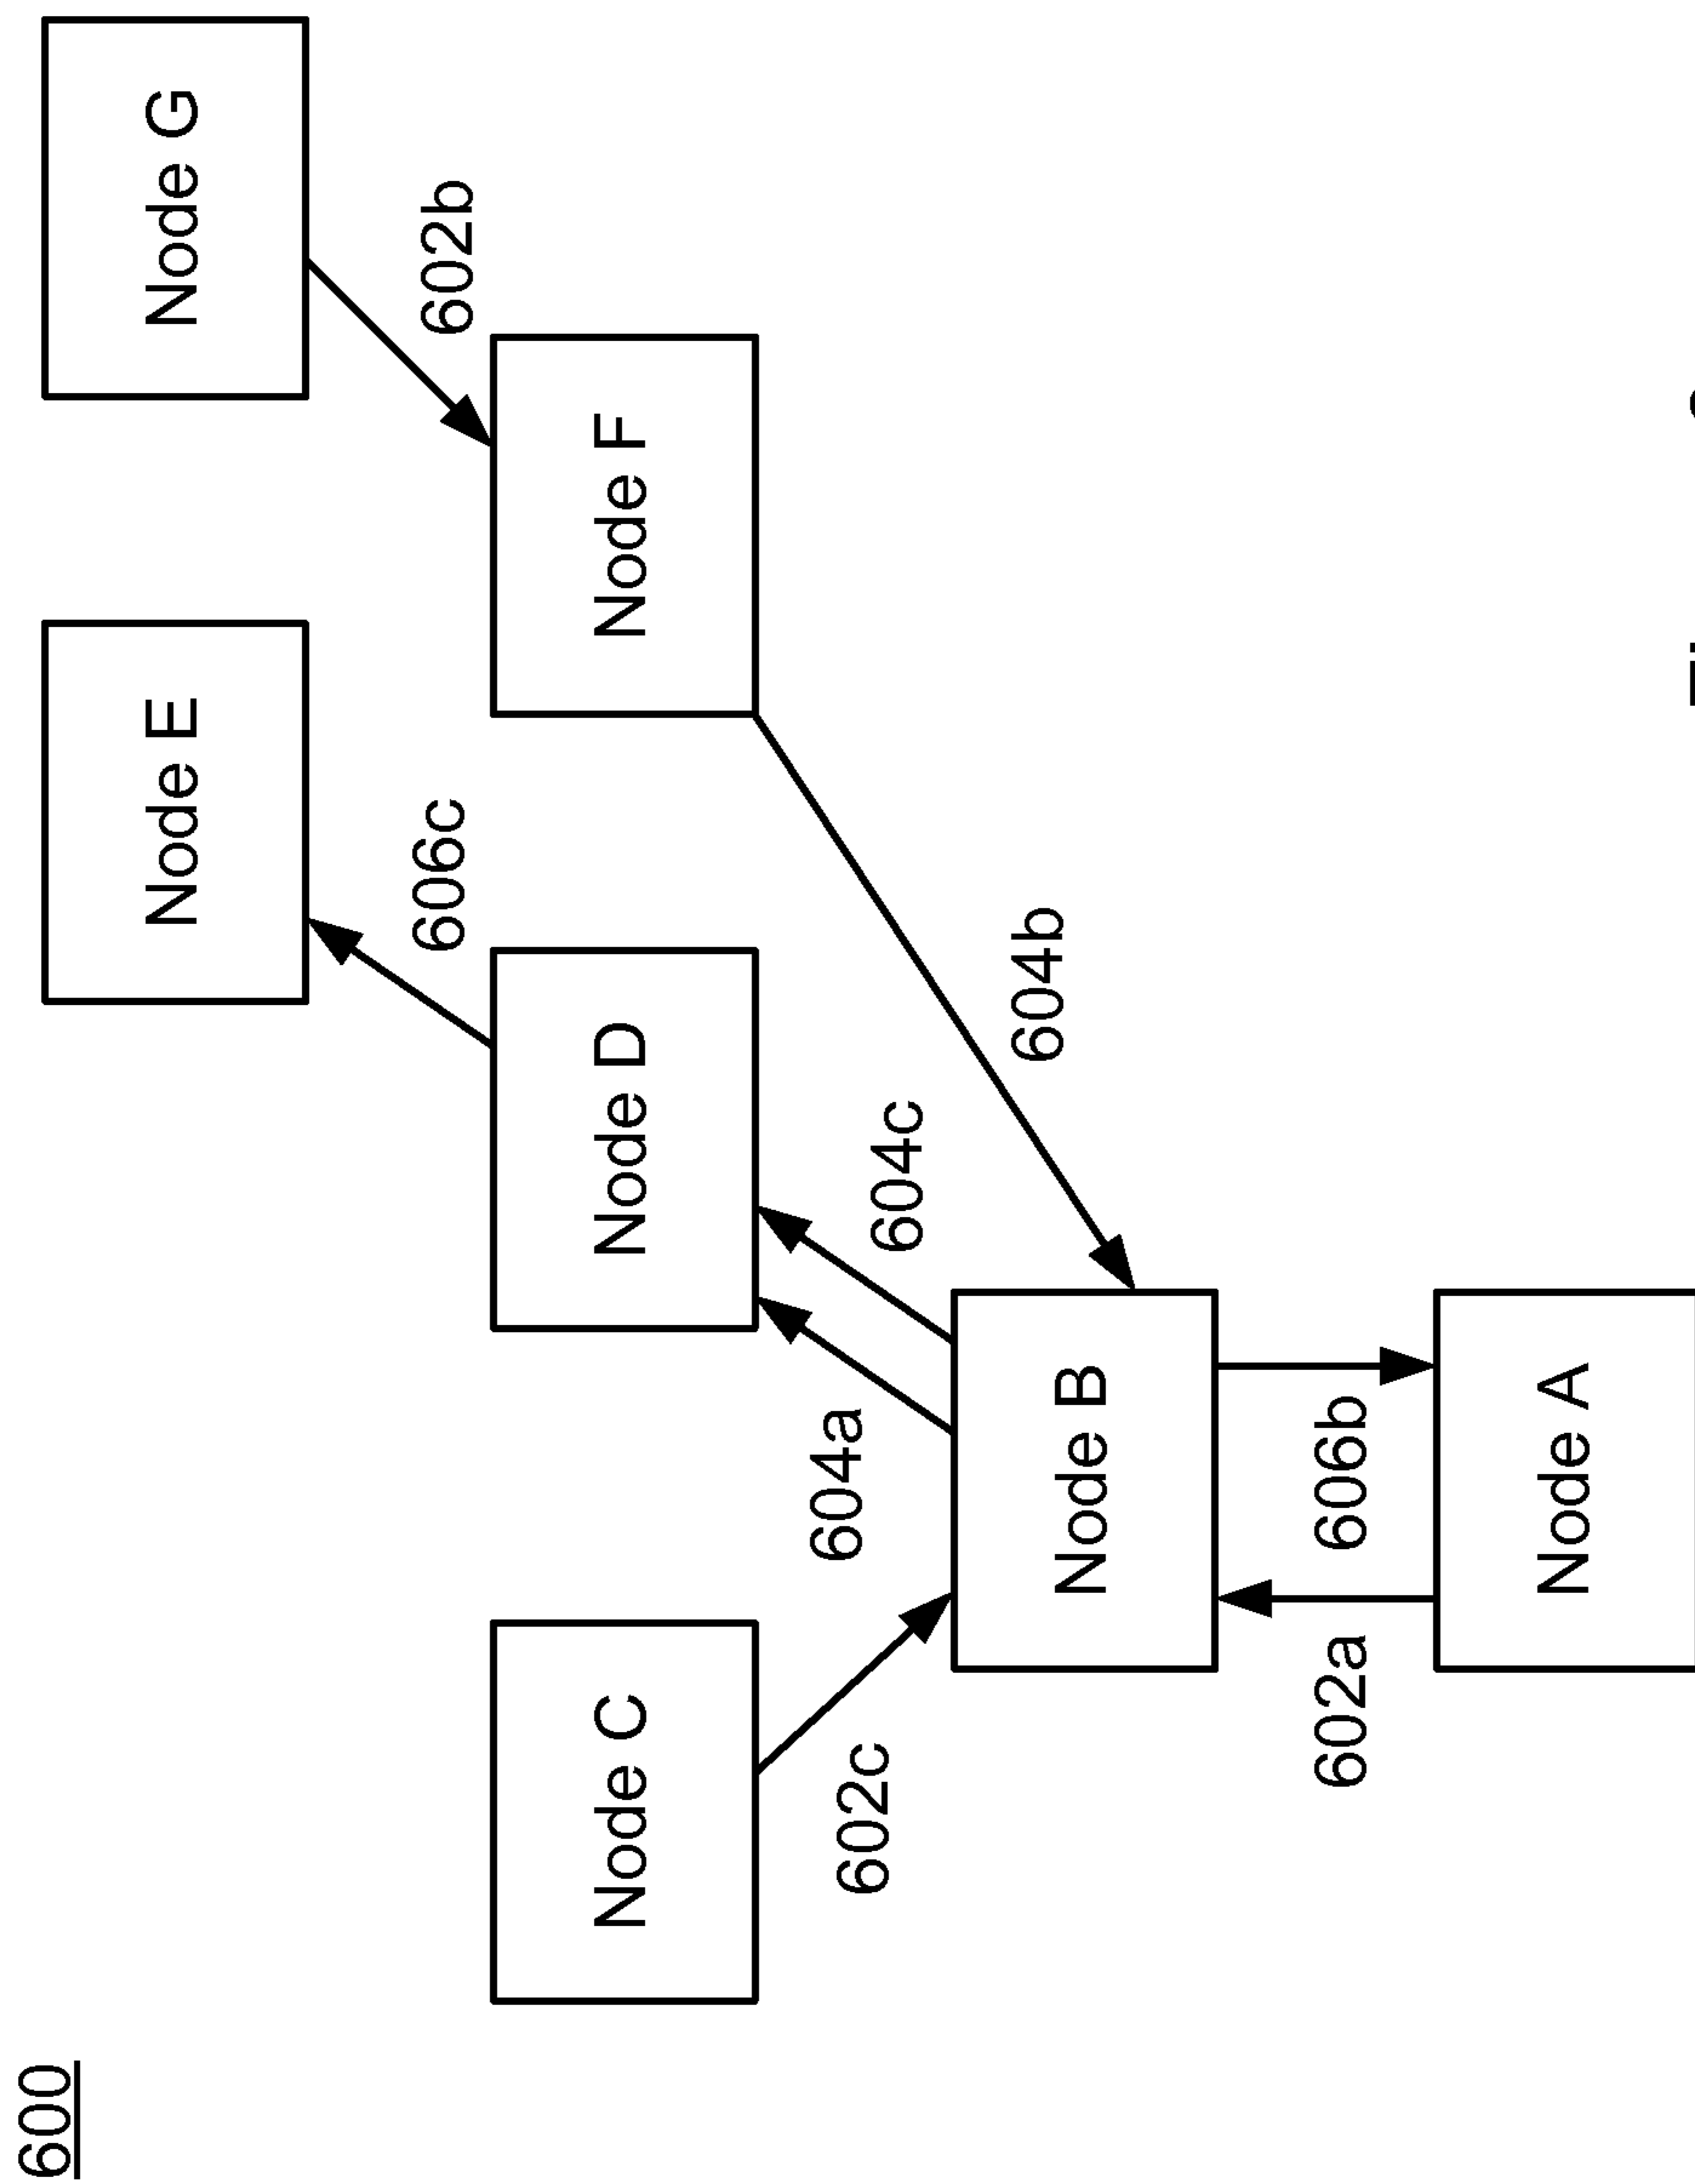 600
Node E
Node G
606c
602b
Node C
Node D
Node F
602c
604a
604c
Node B
604b
602a
606b
Node A